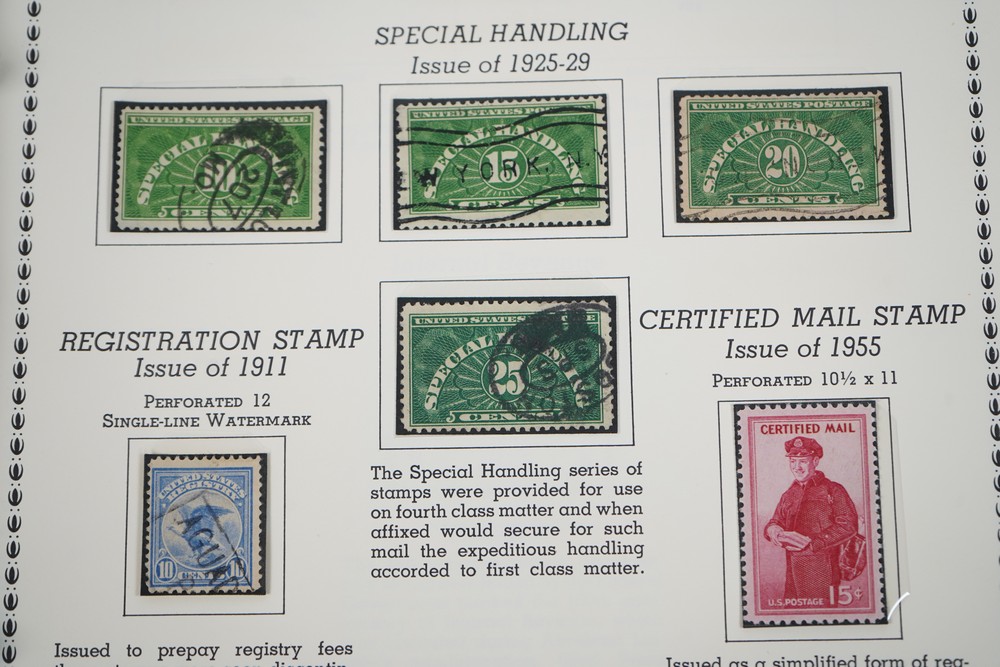 SPECIAL HANDLING
Issue of 1925-29
UNITED STATES POSTAGE
SPECIAL HANDLING
CENTS
UNITED STATES POSTAGE
SPECIAL HANDLING
15
YORK, N.Y.
CENTS
UNITED STATES POSTAGE
SPECIAL HANDLING
20
CENTS
UNITED STATES POSTAGE
SPECIAL HANDLING
25
CENTS
REGISTRATION STAMP
Issue of 1911
PERFORATED 12
SINGLE-LINE WATERMARK
UNITED STATES
REGISTRY
10
CENTS
10
The Special Handling series of
stamps were provided for use
on fourth class matter and when
affixed would secure for such
mail the expeditious handling
accorded to first class matter.
CERTIFIED MAIL STAMP
Issue of 1955
PERFORATED 10½ x 11
CERTIFIED MAIL
U.S. POSTAGE 15¢
Issued to prepay registry fees
Issued as a simplified form of reg-